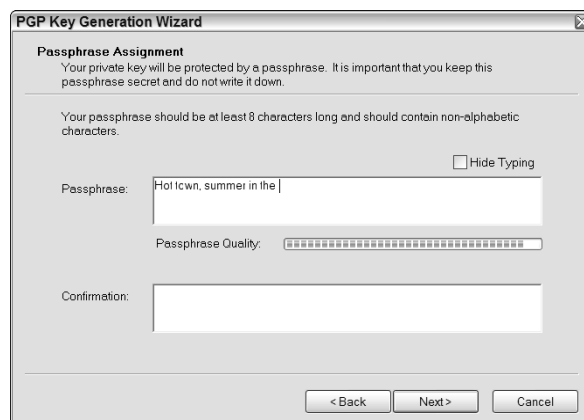 PGP Key Generation Wizard
Passphrase Assignment
Your private key will be protected by a passphrase. It is important that you keep this
passphrase secret and do not write it down.
Your passphrase should be at least 8 characters long and should contain non-alphabetic
characters.
Hide Typing
Passphrase:
Hot town, summer in the
Passphrase Quality:
Confirmation:
< Back
Next >
Cancel